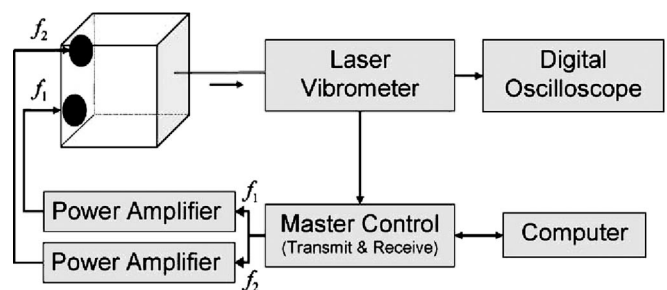 f2
f1
Laser
Vibrometer
Digital
Oscilloscope
Power Amplifier
f1
Master Control
(Transmit & Receive)
Computer
Power Amplifier
f2